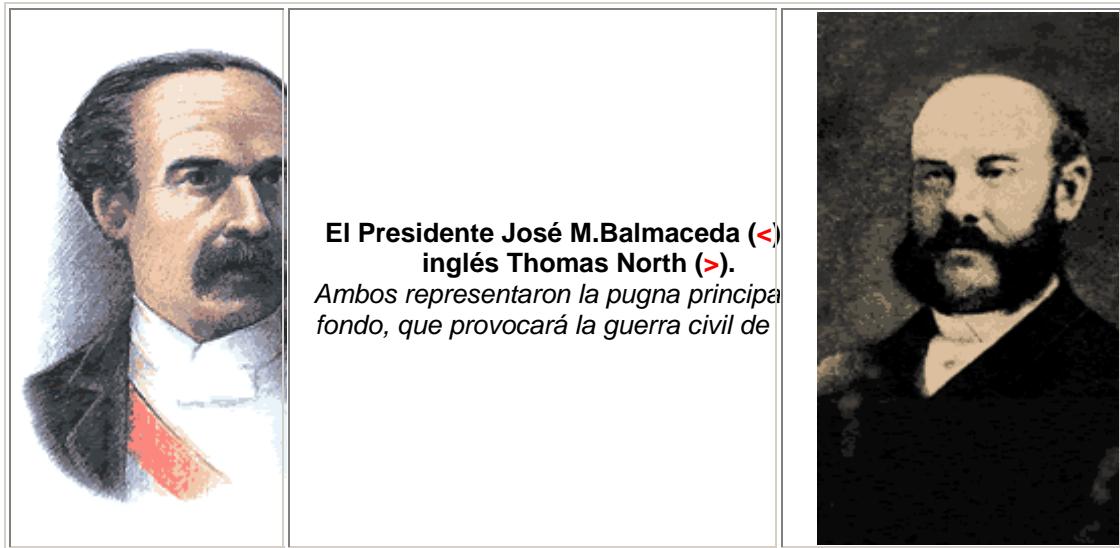 El Presidente José M.Balmaceda (<)
inglés Thomas North (>).
Ambos representaron la pugna principa
fondo, que provocará la guerra civil de